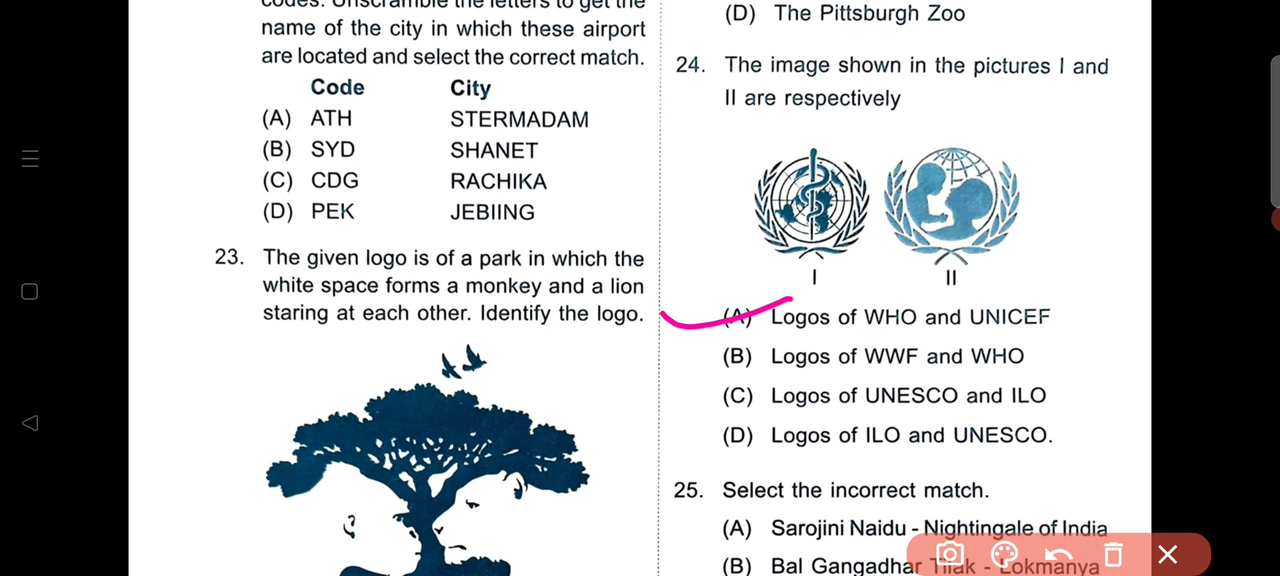 name of the city in which these airport
are located and select the correct match.
Code City
(A) ATH STERMADAM
(B) SYD SHANET
(C) CDG RACHIKA
(D) PEK JEBIING
23. The given logo is of a park in which the
white space forms a monkey and a lion
staring at each other. Identify the logo.
(D) The Pittsburgh Zoo
24. The image shown in the pictures I and
II are respectively
I II
(A) Logos of WHO and UNICEF
(B) Logos of WWF and WHO
(C) Logos of UNESCO and ILO
(D) Logos of ILO and UNESCO.
25. Select the incorrect match.
(A) Sarojini Naidu - Nightingale of India
(B) Bal Gangadhar Tilak - Lokmanya